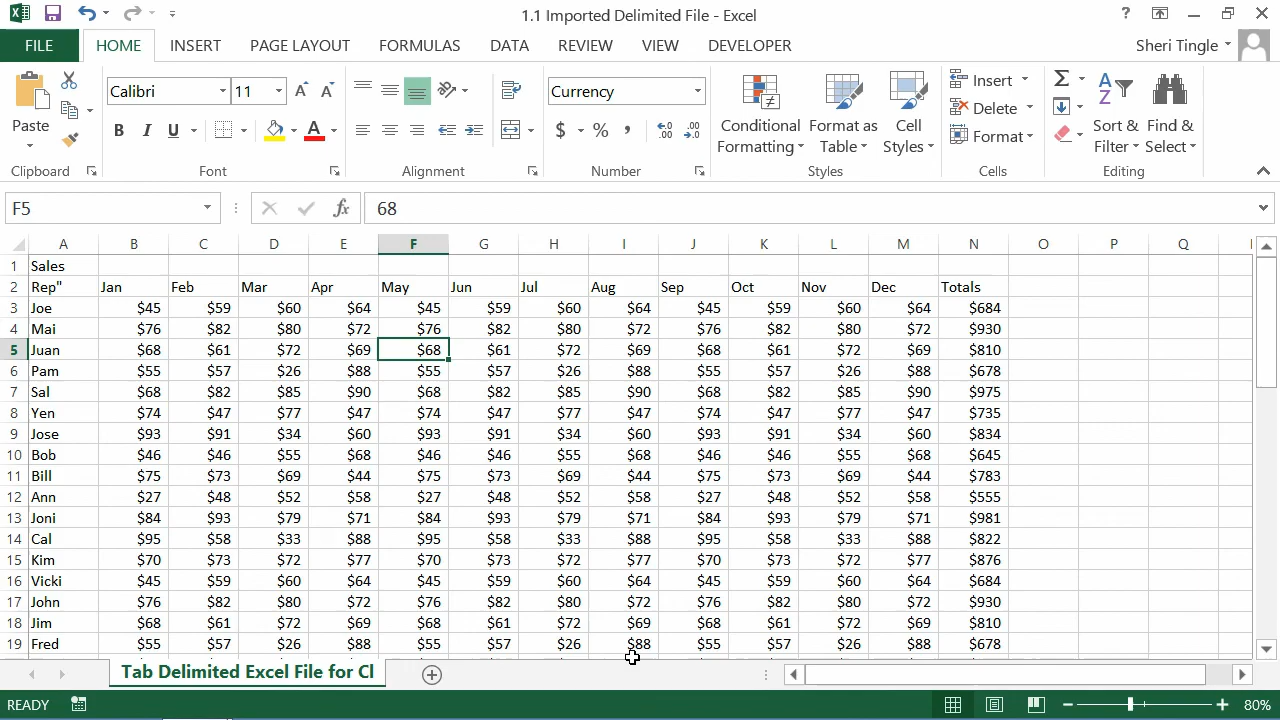 1.1 Imported Delimited File - Excel
FILE HOME INSERT PAGE LAYOUT FORMULAS DATA REVIEW VIEW DEVELOPER Sheri Tingle
Paste
Calibri 11
B I U A
Currency
$ % ,
Conditional Formatting
Format as Table
Cell Styles
Insert
Delete
Format
Sort & Filter
Find & Select
Clipboard Font Alignment Number Styles Cells Editing
F5 fx 68
A B C D E F G H I J K L M N O P Q
1 Sales
2 Rep" Jan Feb Mar Apr May Jun Jul Aug Sep Oct Nov Dec Totals
3 Joe $45 $59 $60 $64 $45 $59 $60 $64 $45 $59 $60 $64 $684
4 Mai $76 $82 $80 $72 $76 $82 $80 $72 $76 $82 $80 $72 $930
5 Juan $68 $61 $72 $69 $68 $61 $72 $69 $68 $61 $72 $69 $810
6 Pam $55 $57 $26 $88 $55 $57 $26 $88 $55 $57 $26 $88 $678
7 Sal $68 $82 $85 $90 $68 $82 $85 $90 $68 $82 $85 $90 $975
8 Yen $74 $47 $77 $47 $74 $47 $77 $47 $74 $47 $77 $47 $735
9 Jose $93 $91 $34 $60 $93 $91 $34 $60 $93 $91 $34 $60 $834
10 Bob $46 $46 $55 $68 $46 $46 $55 $68 $46 $46 $55 $68 $645
11 Bill $75 $73 $69 $44 $75 $73 $69 $44 $75 $73 $69 $44 $783
12 Ann $27 $48 $52 $58 $27 $48 $52 $58 $27 $48 $52 $58 $555
13 Joni $84 $93 $79 $71 $84 $93 $79 $71 $84 $93 $79 $71 $981
14 Cal $95 $58 $33 $88 $95 $58 $33 $88 $95 $58 $33 $88 $822
15 Kim $70 $73 $72 $77 $70 $73 $72 $77 $70 $73 $72 $77 $876
16 Vicki $45 $59 $60 $64 $45 $59 $60 $64 $45 $59 $60 $64 $684
17 John $76 $82 $80 $72 $76 $82 $80 $72 $76 $82 $80 $72 $930
18 Jim $68 $61 $72 $69 $68 $61 $72 $69 $68 $61 $72 $69 $810
19 Fred $55 $57 $26 $88 $55 $57 $26 $88 $55 $57 $26 $88 $678
Tab Delimited Excel File for Cl
READY 80%